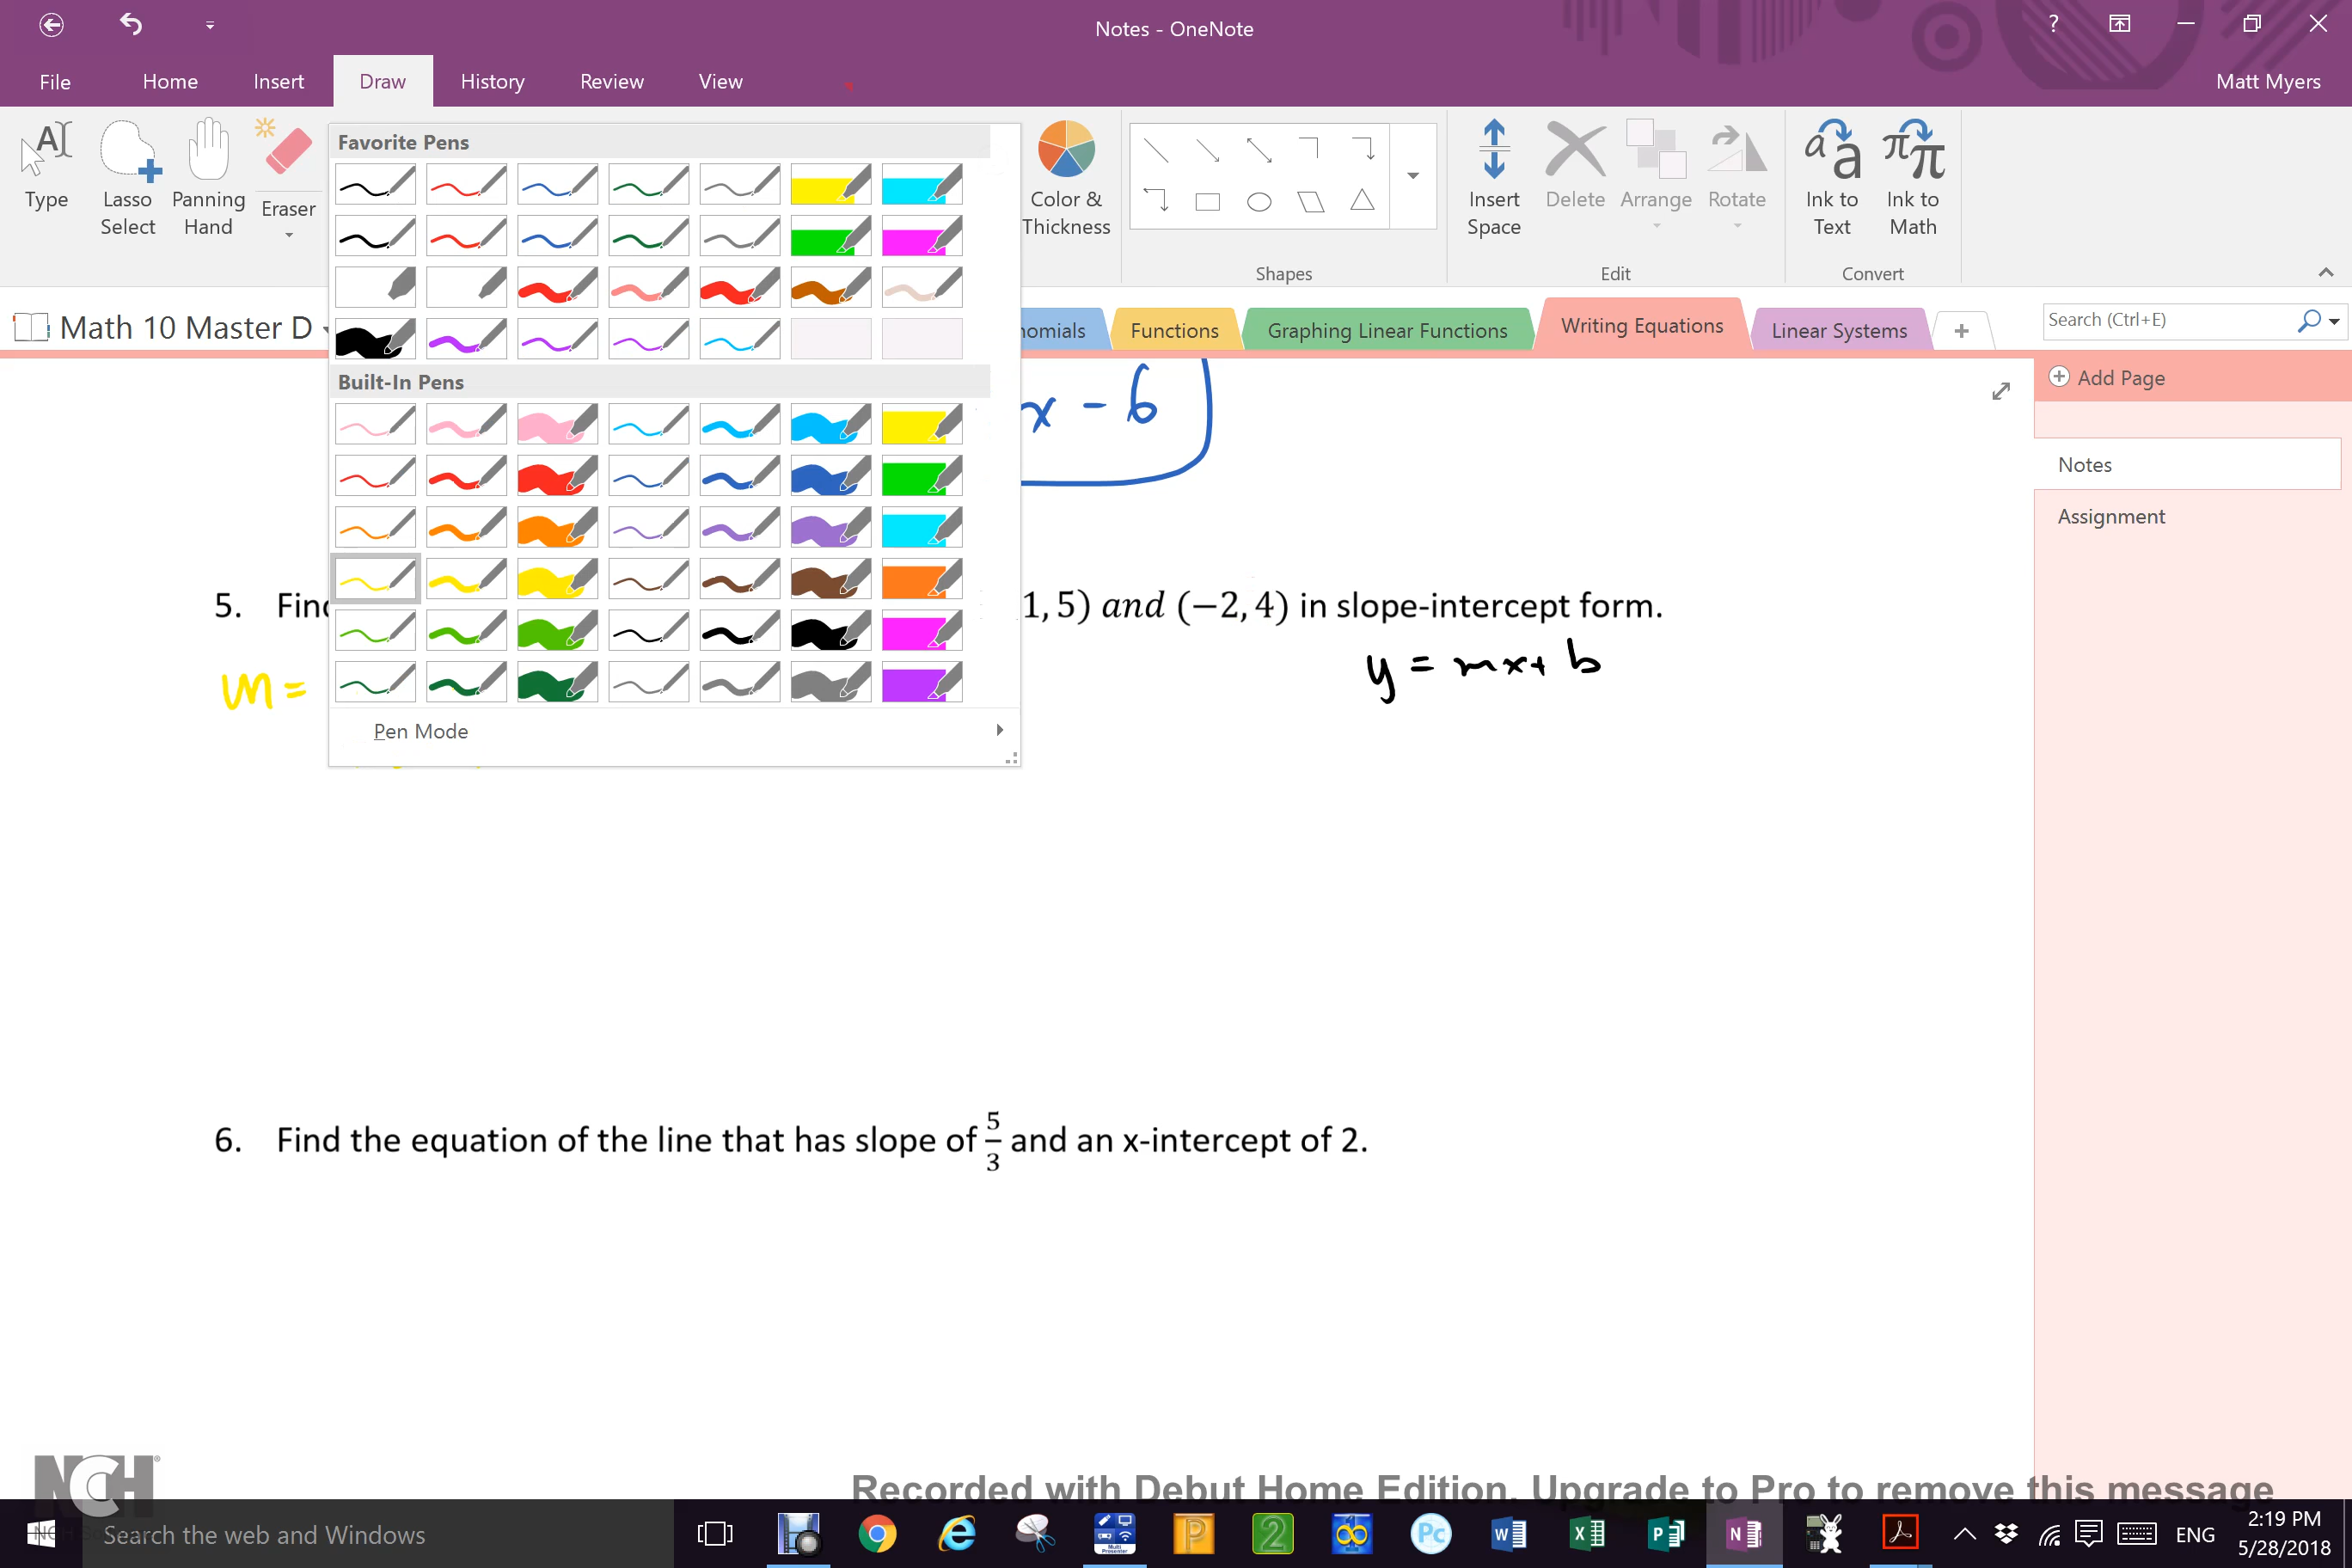 Notes - OneNote
?
File Home Insert Draw History Review View
Matt Myers
Type
Lasso Select
Panning Hand
Eraser
Favorite Pens
Built-In Pens
Pen Mode
Color & Thickness
Shapes
Insert Space
Delete
Arrange
Rotate
Edit
Ink to Text
Ink to Math
Convert
Math 10 Master D
nomials
Functions
Graphing Linear Functions
Writing Equations
Linear Systems
+
Search (Ctrl+E)
Add Page
Notes
Assignment
x - 6
5. Find
1, 5) and (−2, 4) in slope-intercept form.
m =
y = mx + b
6. Find the equation of the line that has slope of 5/3 and an x-intercept of 2.
NCH
Recorded with Debut Home Edition. Upgrade to Pro to remove this message
Search the web and Windows
ENG
2:19 PM
5/28/2018